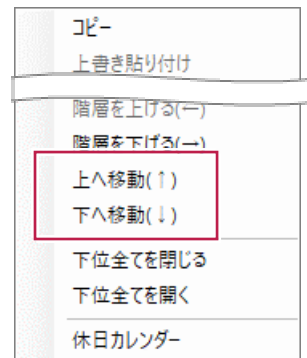 コピー
上書き貼り付け
階層を上げる(←)
階層を下げる(→)
上へ移動(↑)
下へ移動(↓)
下位全てを閉じる
下位全てを開く
休日カレンダー